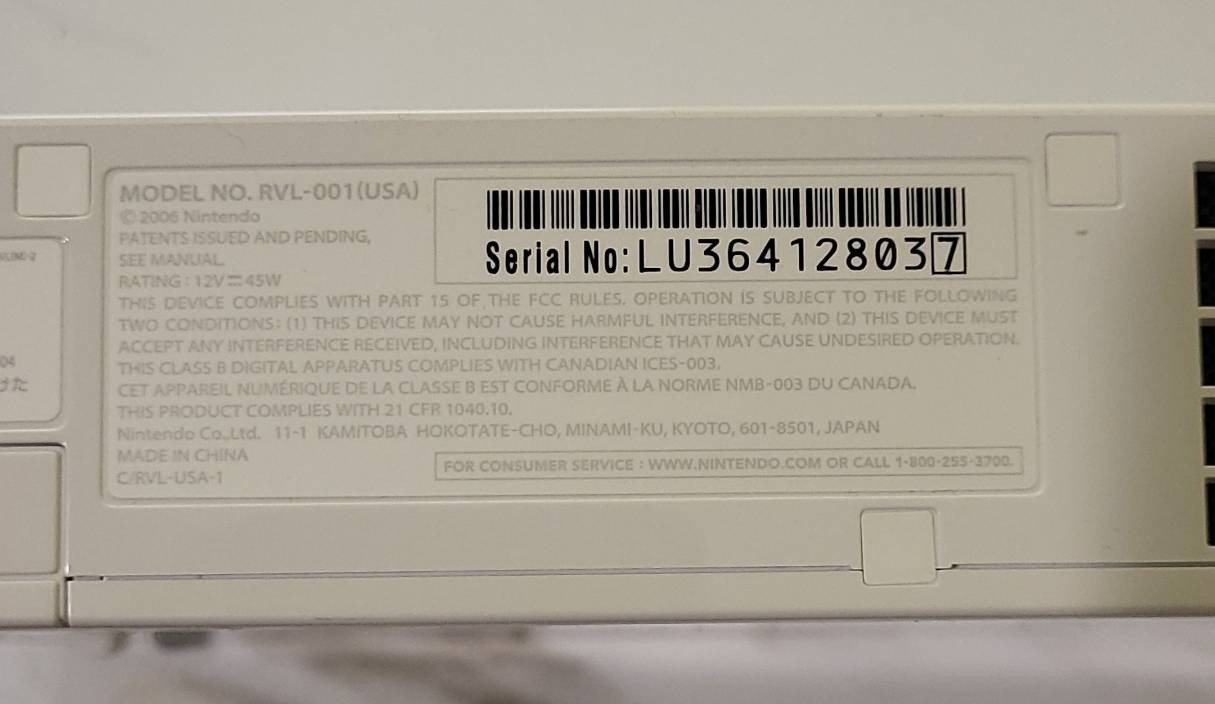 MODEL NO. RVL-001(USA)
© 2006 Nintendo
PATENTS ISSUED AND PENDING,
SEE MANUAL.
RATING : 12V⎓45W
Serial No:LU364128037
THIS DEVICE COMPLIES WITH PART 15 OF THE FCC RULES. OPERATION IS SUBJECT TO THE FOLLOWING
TWO CONDITIONS: (1) THIS DEVICE MAY NOT CAUSE HARMFUL INTERFERENCE, AND (2) THIS DEVICE MUST
ACCEPT ANY INTERFERENCE RECEIVED, INCLUDING INTERFERENCE THAT MAY CAUSE UNDESIRED OPERATION.
THIS CLASS B DIGITAL APPARATUS COMPLIES WITH CANADIAN ICES-003.
CET APPAREIL NUMÉRIQUE DE LA CLASSE B EST CONFORME À LA NORME NMB-003 DU CANADA.
THIS PRODUCT COMPLIES WITH 21 CFR 1040.10.
Nintendo Co.,Ltd. 11-1 KAMITOBA HOKOTATE-CHO, MINAMI-KU, KYOTO, 601-8501, JAPAN
MADE IN CHINA
C/RVL-USA-1
FOR CONSUMER SERVICE : WWW.NINTENDO.COM OR CALL 1-800-255-3700.
04